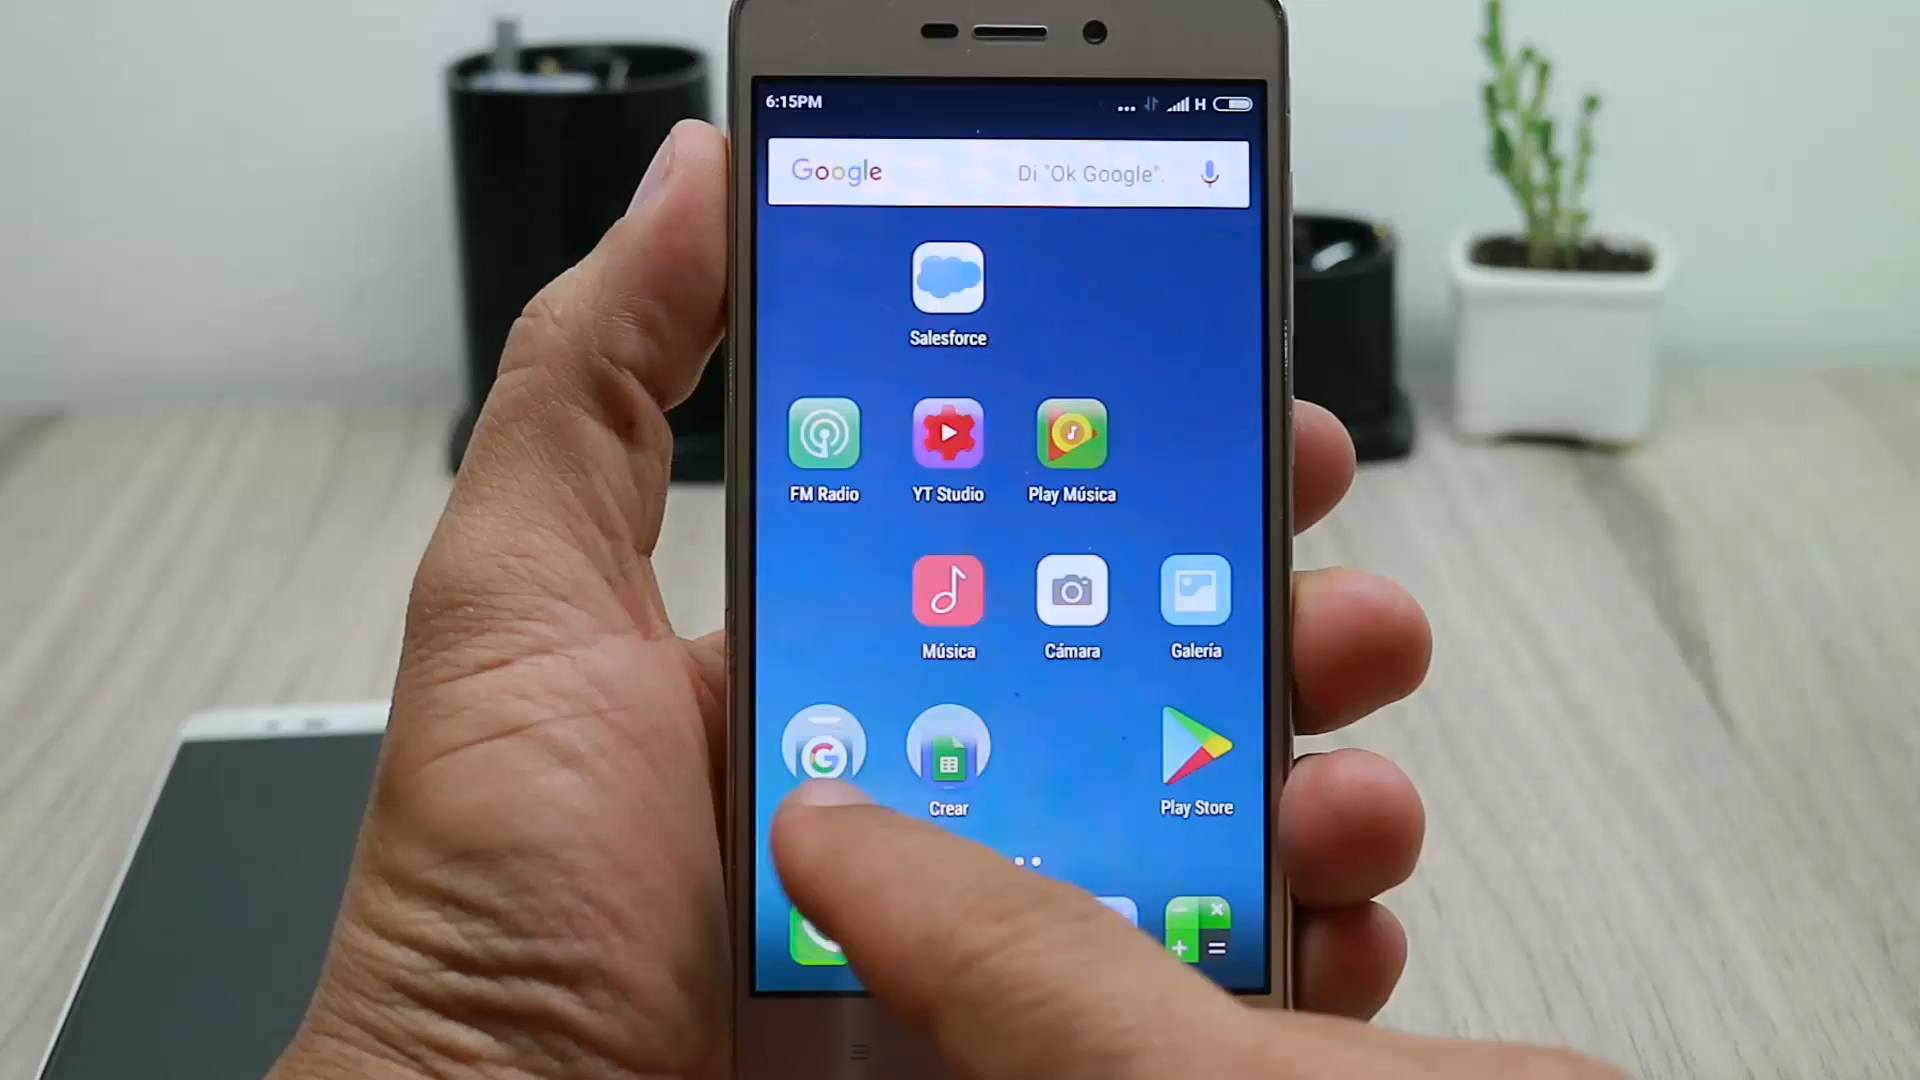 6:15PM
... H
Google Di "Ok Google".
Salesforce
FM Radio YT Studio Play Música
Música Cámara Galería
G
Crear Play Store